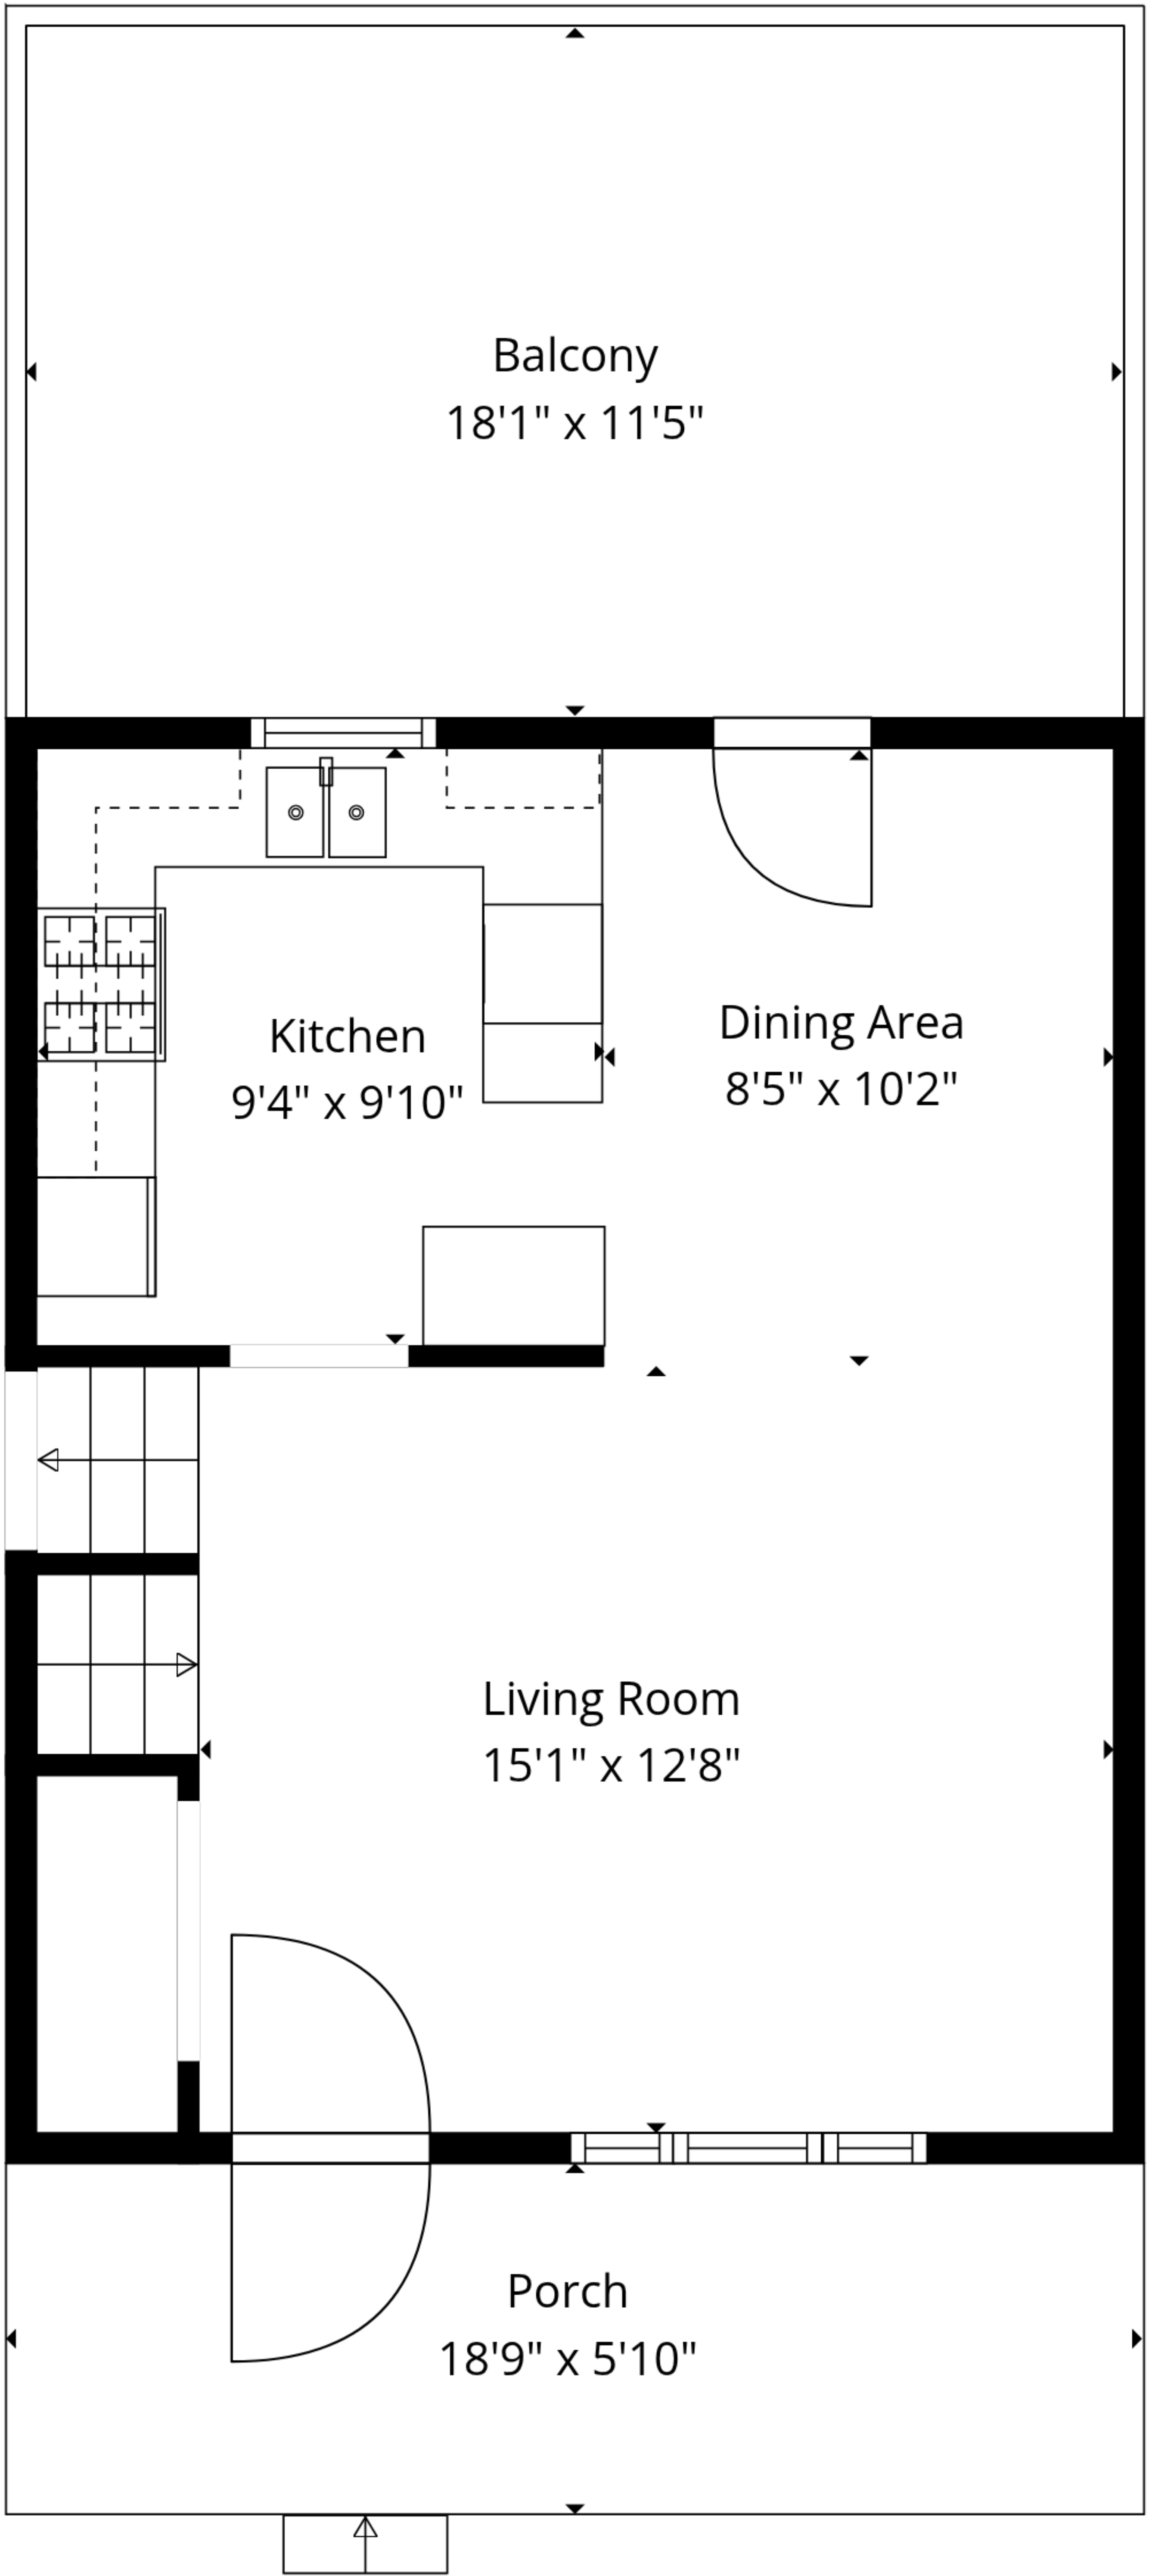 Balcony
18'1" x 11'5"
Kitchen
9'4" x 9'10"
Dining Area
8'5" x 10'2"
Living Room
15'1" x 12'8"
Porch
18'9" x 5'10"